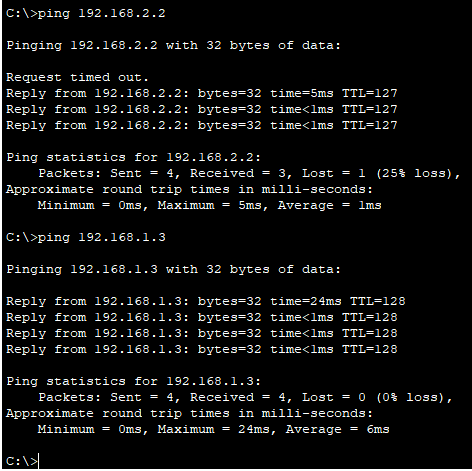 C:\>ping 192.168.2.2
Pinging 192.168.2.2 with 32 bytes of data:
Request timed out.
Reply from 192.168.2.2: bytes=32 time=5ms TTL=127
Reply from 192.168.2.2: bytes=32 time<1ms TTL=127
Reply from 192.168.2.2: bytes=32 time<1ms TTL=127
Ping statistics for 192.168.2.2:
    Packets: Sent = 4, Received = 3, Lost = 1 (25% loss),
Approximate round trip times in milli-seconds:
    Minimum = 0ms, Maximum = 5ms, Average = 1ms
C:\>ping 192.168.1.3
Pinging 192.168.1.3 with 32 bytes of data:
Reply from 192.168.1.3: bytes=32 time=24ms TTL=128
Reply from 192.168.1.3: bytes=32 time<1ms TTL=128
Reply from 192.168.1.3: bytes=32 time<1ms TTL=128
Reply from 192.168.1.3: bytes=32 time<1ms TTL=128
Ping statistics for 192.168.1.3:
    Packets: Sent = 4, Received = 4, Lost = 0 (0% loss),
Approximate round trip times in milli-seconds:
    Minimum = 0ms, Maximum = 24ms, Average = 6ms
C:\>